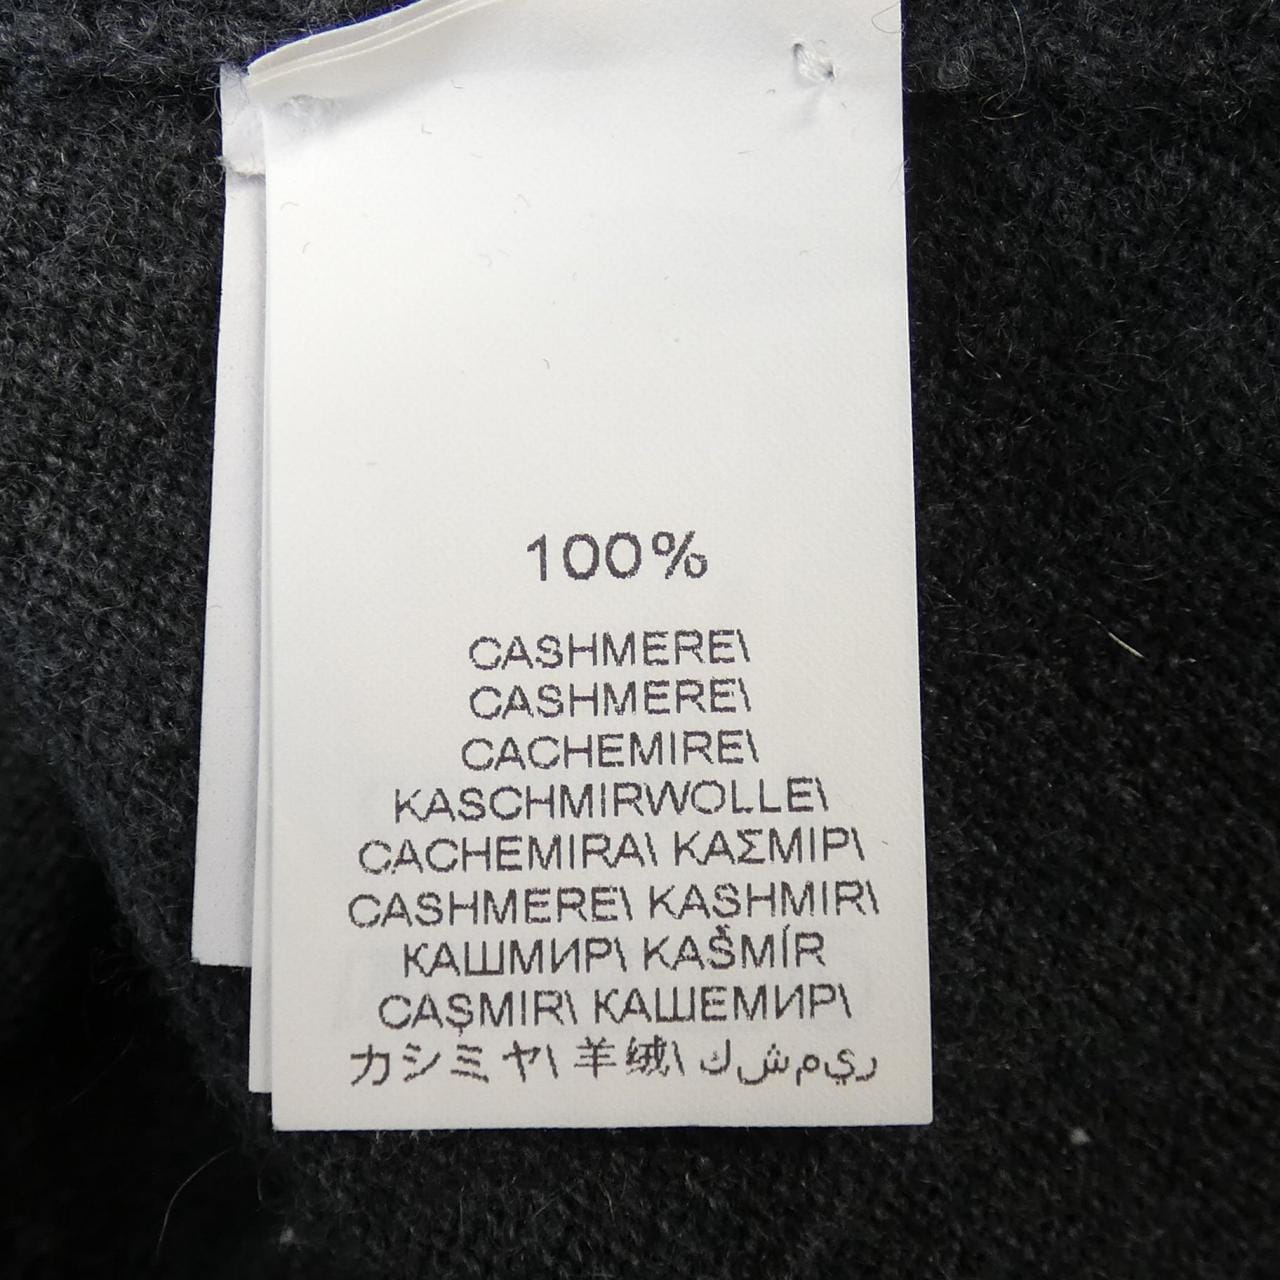 100%
CASHMERE\
CASHMERE\
CACHEMIRE\
KASCHMIRWOLLE\
CACHEMIRA\ ΚΑΣΜΙΡ\
CASHMERE\ KASHMIR\
КАШМИР\ KAŠMÍR
CAŞMIR\ КАШЕМИР\
カシミヤ\ 羊绒\ ر‌ي‌م‌ش‌ك